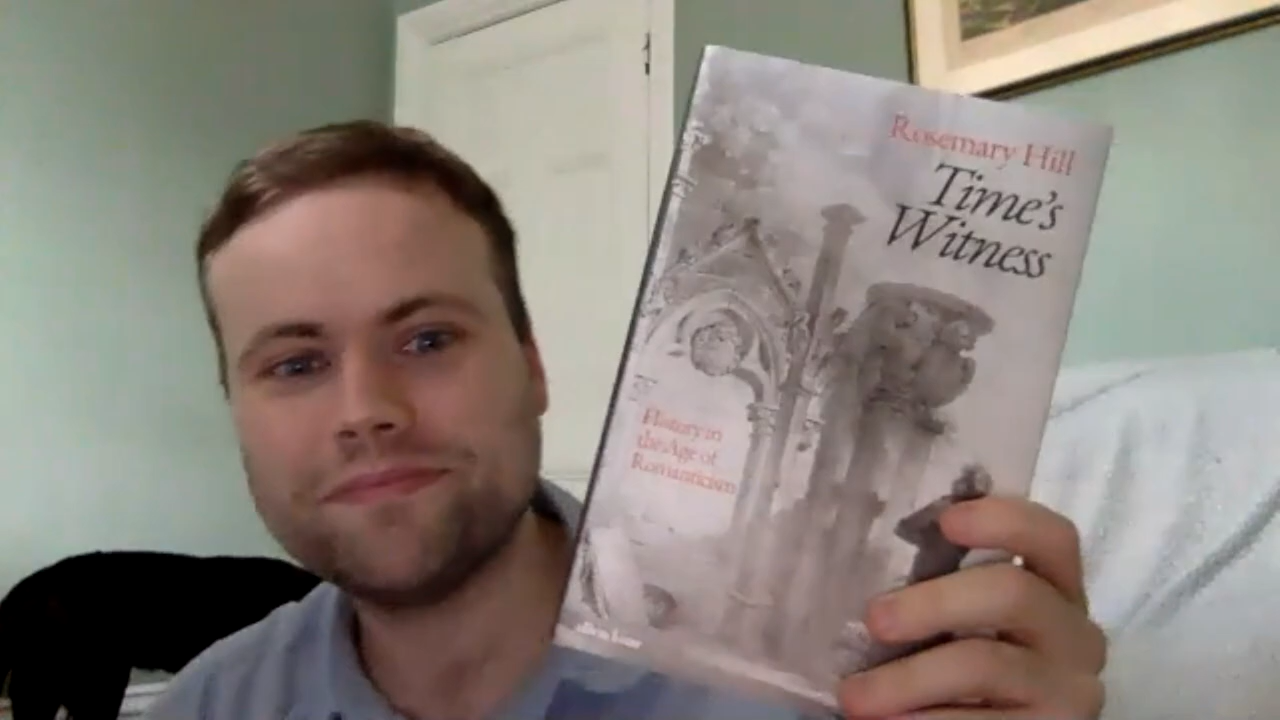 Rosemary Hill
Time's
Witness
History in
the Age of
Romanticism